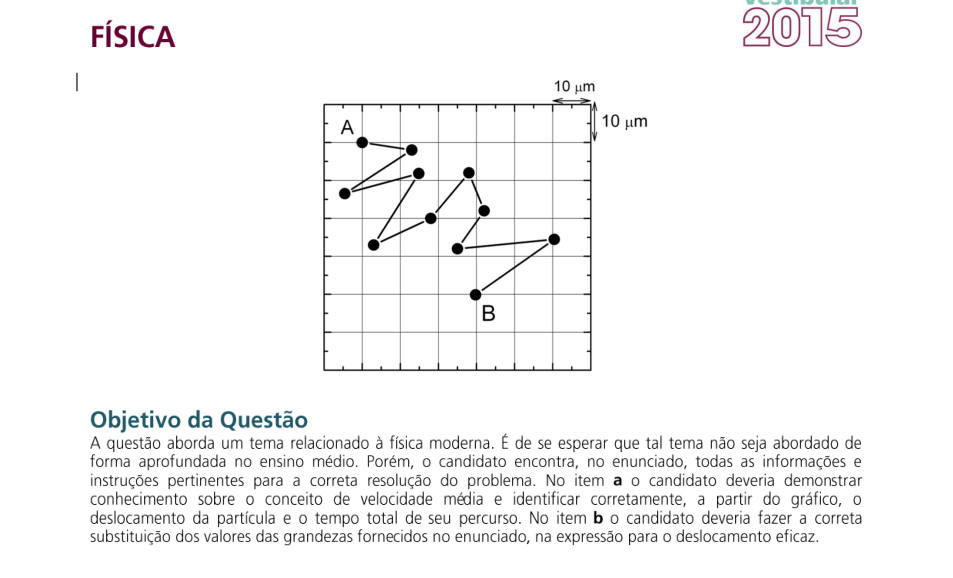 Vestibular
2015
FÍSICA
10 μm
10 μm
A
B
Objetivo da Questão
A questão aborda um tema relacionado à física moderna. É de se esperar que tal tema não seja abordado de
forma aprofundada no ensino médio. Porém, o candidato encontra, no enunciado, todas as informações e
instruções pertinentes para a correta resolução do problema. No item a o candidato deveria demonstrar
conhecimento sobre o conceito de velocidade média e identificar corretamente, a partir do gráfico, o
deslocamento da partícula e o tempo total de seu percurso. No item b o candidato deveria fazer a correta
substituição dos valores das grandezas fornecidos no enunciado, na expressão para o deslocamento eficaz.